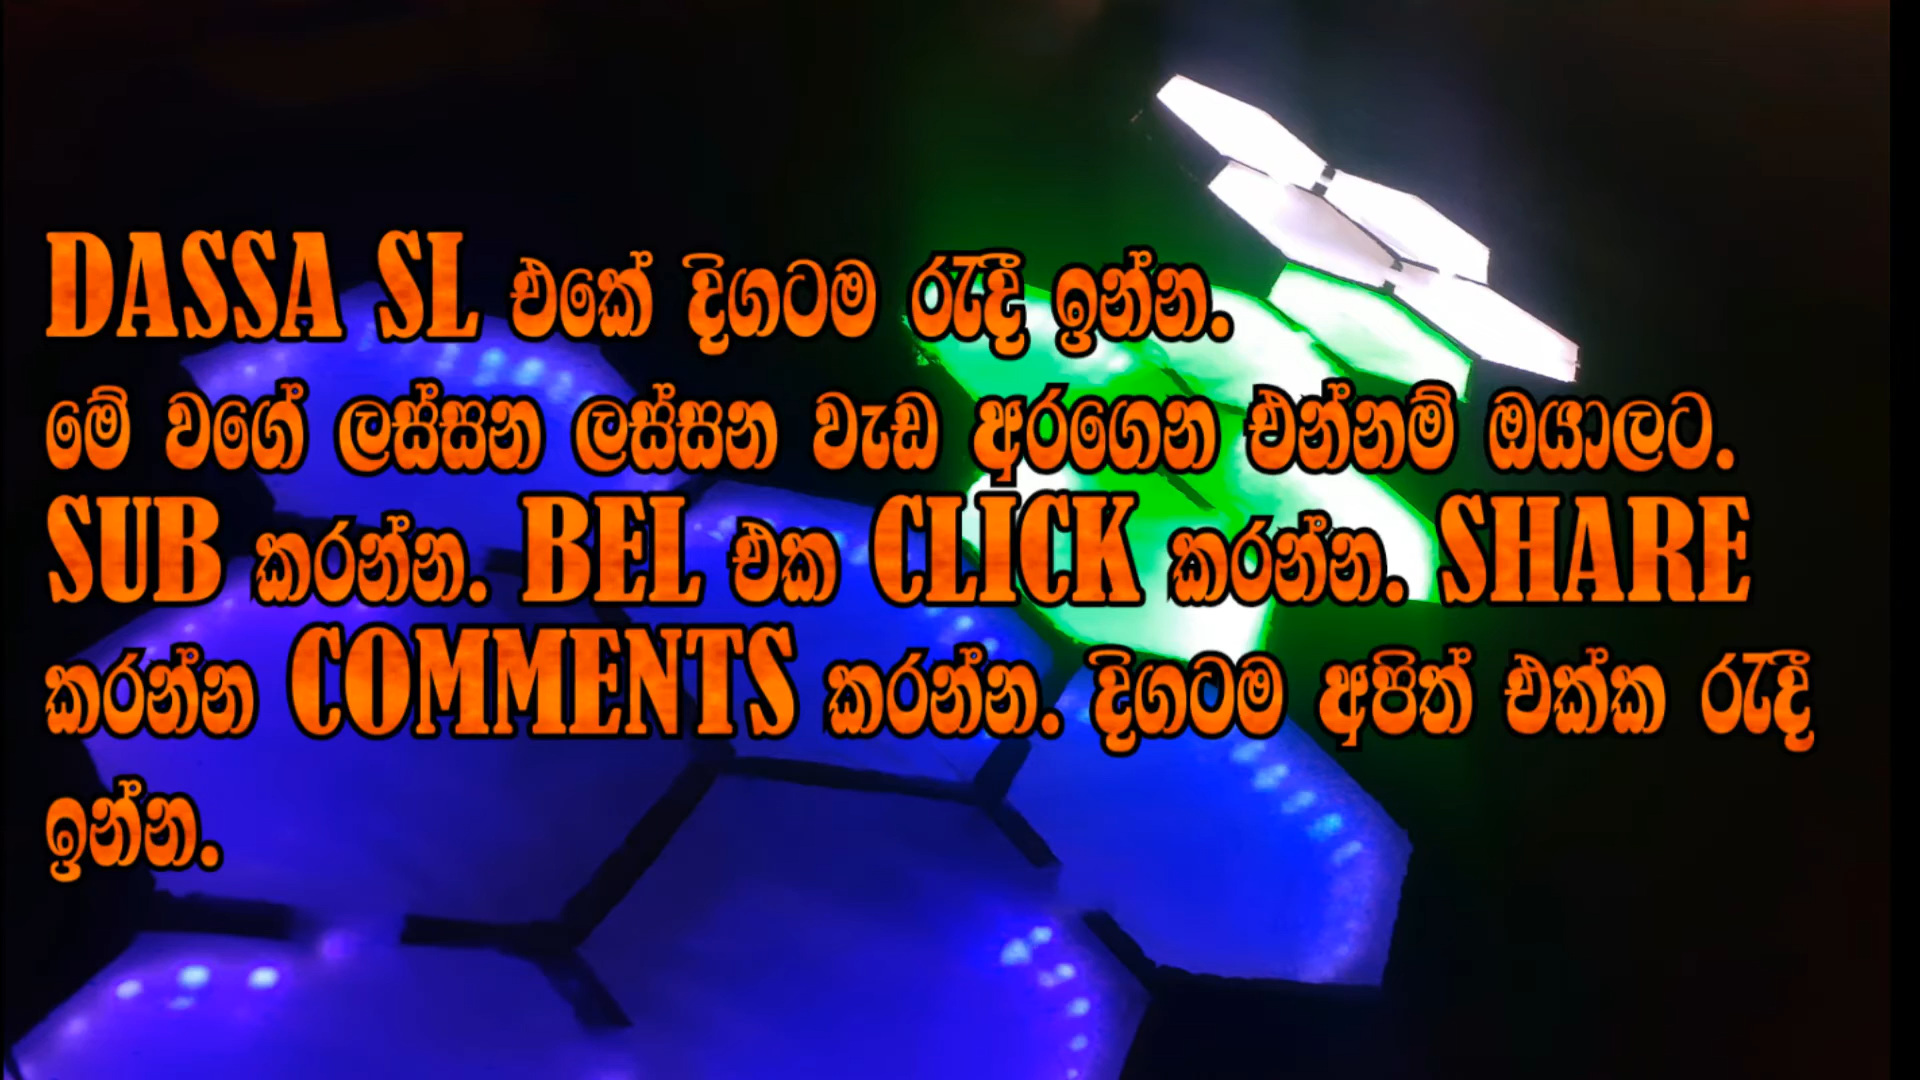 DASSA SL එකේ දිගටම රැදී ඉන්න.
මේ වගේ ලස්සන ලස්සන වැඩ අරගෙන එන්නම් ඔයාලට.
SUB කරන්න. BEL එක CLICK කරන්න. SHARE
කරන්න COMMENTS කරන්න. දිගටම අපිත් එක්ක රැදී
ඉන්න.